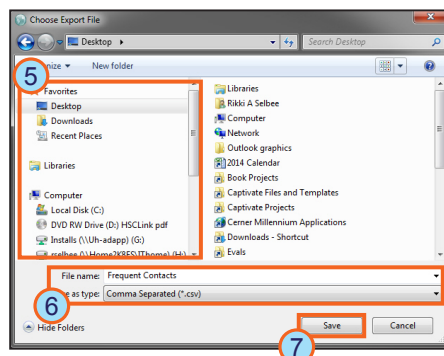 Choose Export File
Desktop
Search Desktop
New folder
5
Favorites
Desktop
Downloads
Recent Places
Libraries
Computer
Local Disk (C:)
DVD RW Drive (D:) HSCLink pdf
Installs (\\Uh-adapp) (G:)
Libraries
Rikki A Selbee
Computer
Network
Outlook graphics
2014 Calendar
Book Projects
Captivate Files and Templates
Captivate Projects
Cerner Millennium Applications
Downloads - Shortcut
Evals
File name: Frequent Contacts
as type: Comma Separated (*.csv)
6
Hide Folders
Save
Cancel
7